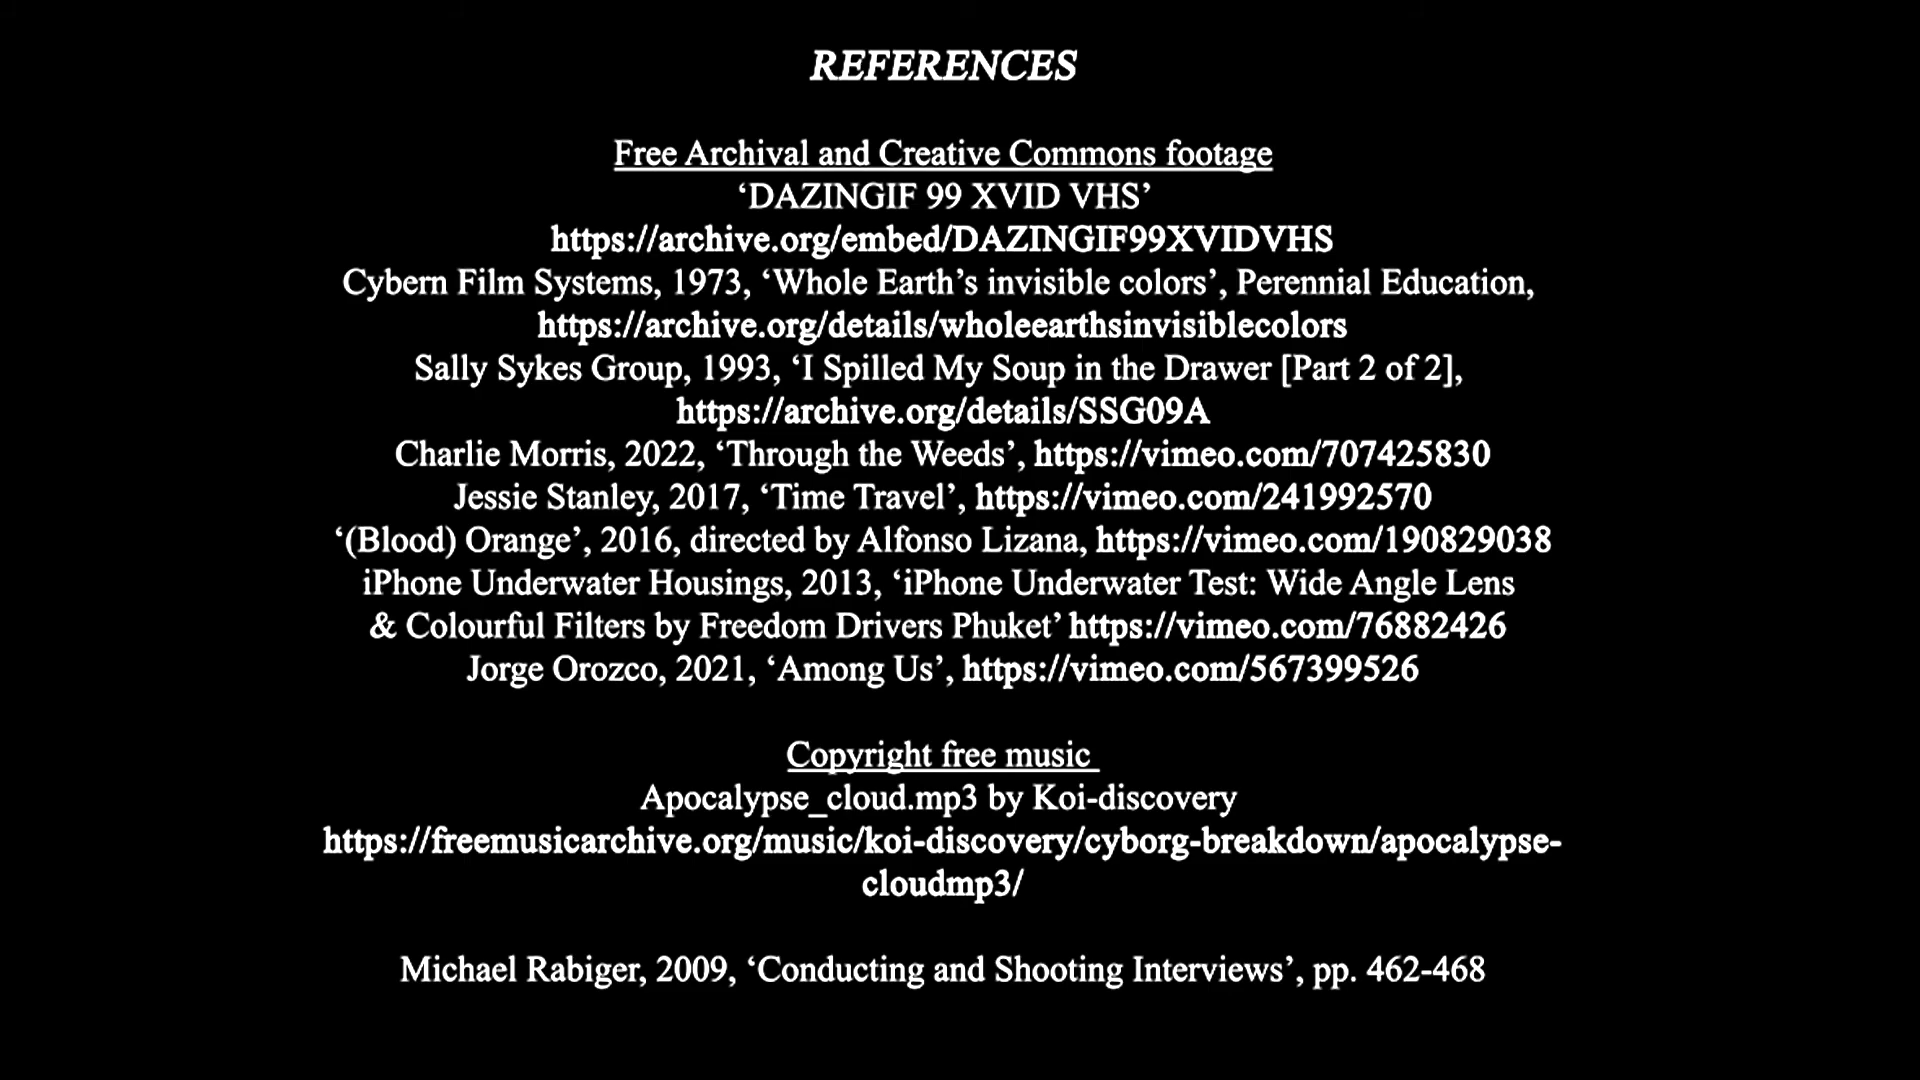 REFERENCES
Free Archival and Creative Commons footage
‘DAZINGIF 99 XVID VHS’
https://archive.org/embed/DAZINGIF99XVIDVHS
Cybern Film Systems, 1973, ‘Whole Earth’s invisible colors’, Perennial Education,
https://archive.org/details/wholeearthsinvisiblecolors
Sally Sykes Group, 1993, ‘I Spilled My Soup in the Drawer [Part 2 of 2],
https://archive.org/details/SSG09A
Charlie Morris, 2022, ‘Through the Weeds’, https://vimeo.com/707425830
Jessie Stanley, 2017, ‘Time Travel’, https://vimeo.com/241992570
‘(Blood) Orange’, 2016, directed by Alfonso Lizana, https://vimeo.com/190829038
iPhone Underwater Housings, 2013, ‘iPhone Underwater Test: Wide Angle Lens
& Colourful Filters by Freedom Drivers Phuket’ https://vimeo.com/76882426
Jorge Orozco, 2021, ‘Among Us’, https://vimeo.com/567399526
Copyright free music
Apocalypse_cloud.mp3 by Koi-discovery
https://freemusicarchive.org/music/koi-discovery/cyborg-breakdown/apocalypse-
cloudmp3/
Michael Rabiger, 2009, ‘Conducting and Shooting Interviews’, pp. 462-468